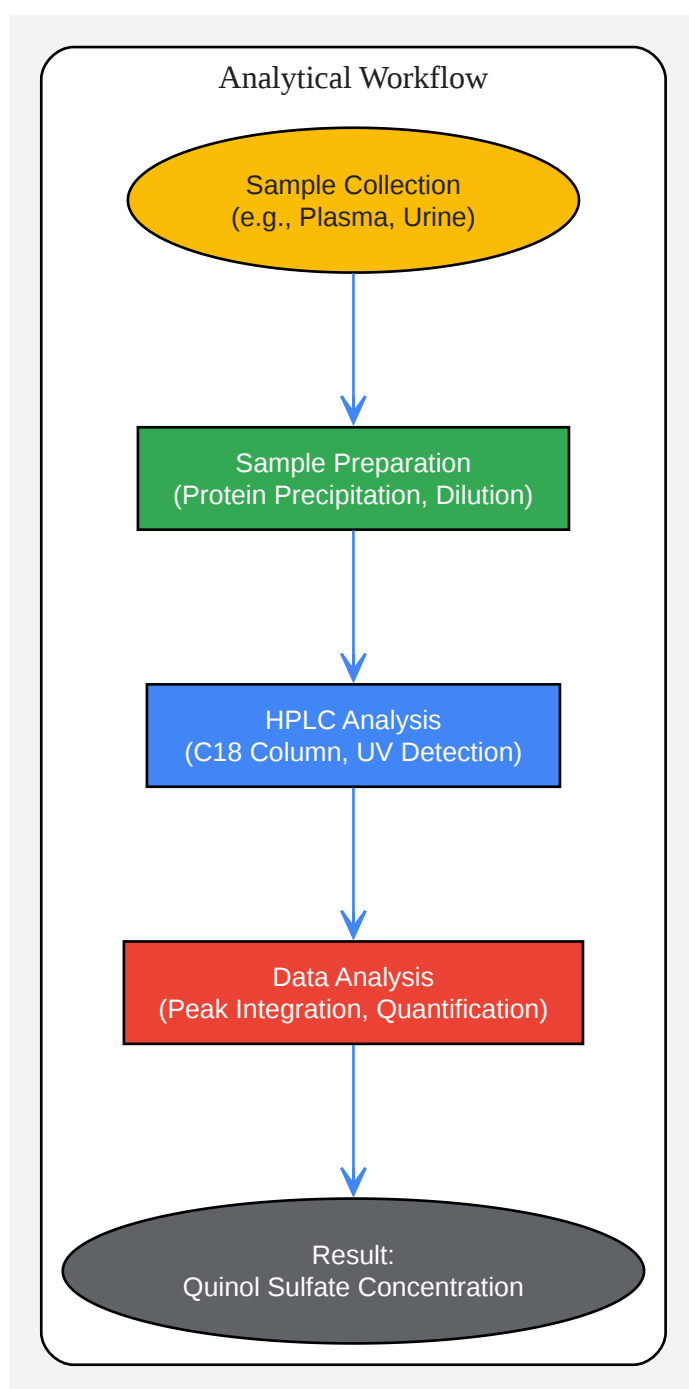 Analytical Workflow
Sample Collection
(e.g., Plasma, Urine)
Sample Preparation
(Protein Precipitation, Dilution)
HPLC Analysis
(C18 Column, UV Detection)
Data Analysis
(Peak Integration, Quantification)
Result:
Quinol Sulfate Concentration